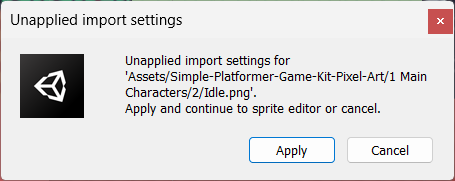 Unapplied import settings
Unapplied import settings for
'Assets/Simple-Platformer-Game-Kit-Pixel-Art/1 Main
Characters/2/Idle.png'.
Apply and continue to sprite editor or cancel.
Apply
Cancel